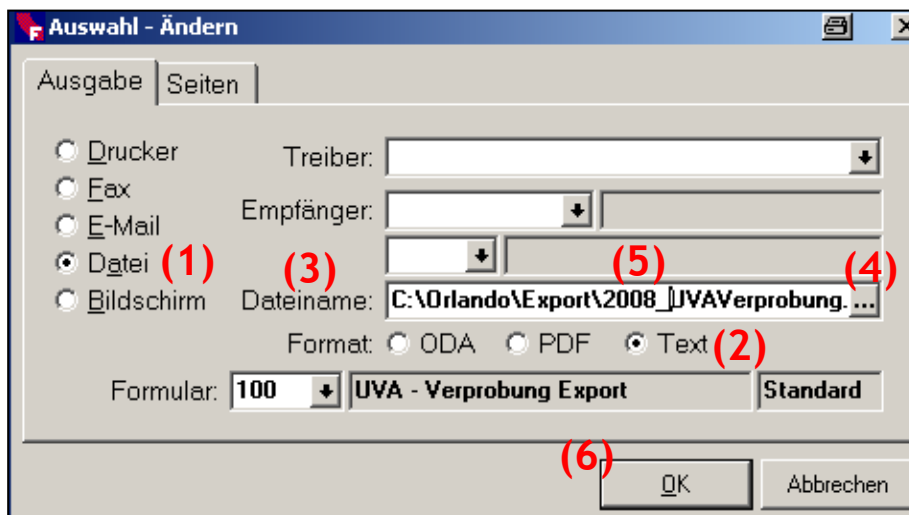 Auswahl - Ändern
Ausgabe Seiten
Drucker Treiber:
Fax Empfänger:
E-Mail
Datei (1) (3) (5) (4)
Bildschirm Dateiname: C:\Orlando\Export\2008_UVAVerprobung. ...
Format: ODA PDF Text (2)
Formular: 100 UVA - Verprobung Export Standard
(6)
OK Abbrechen